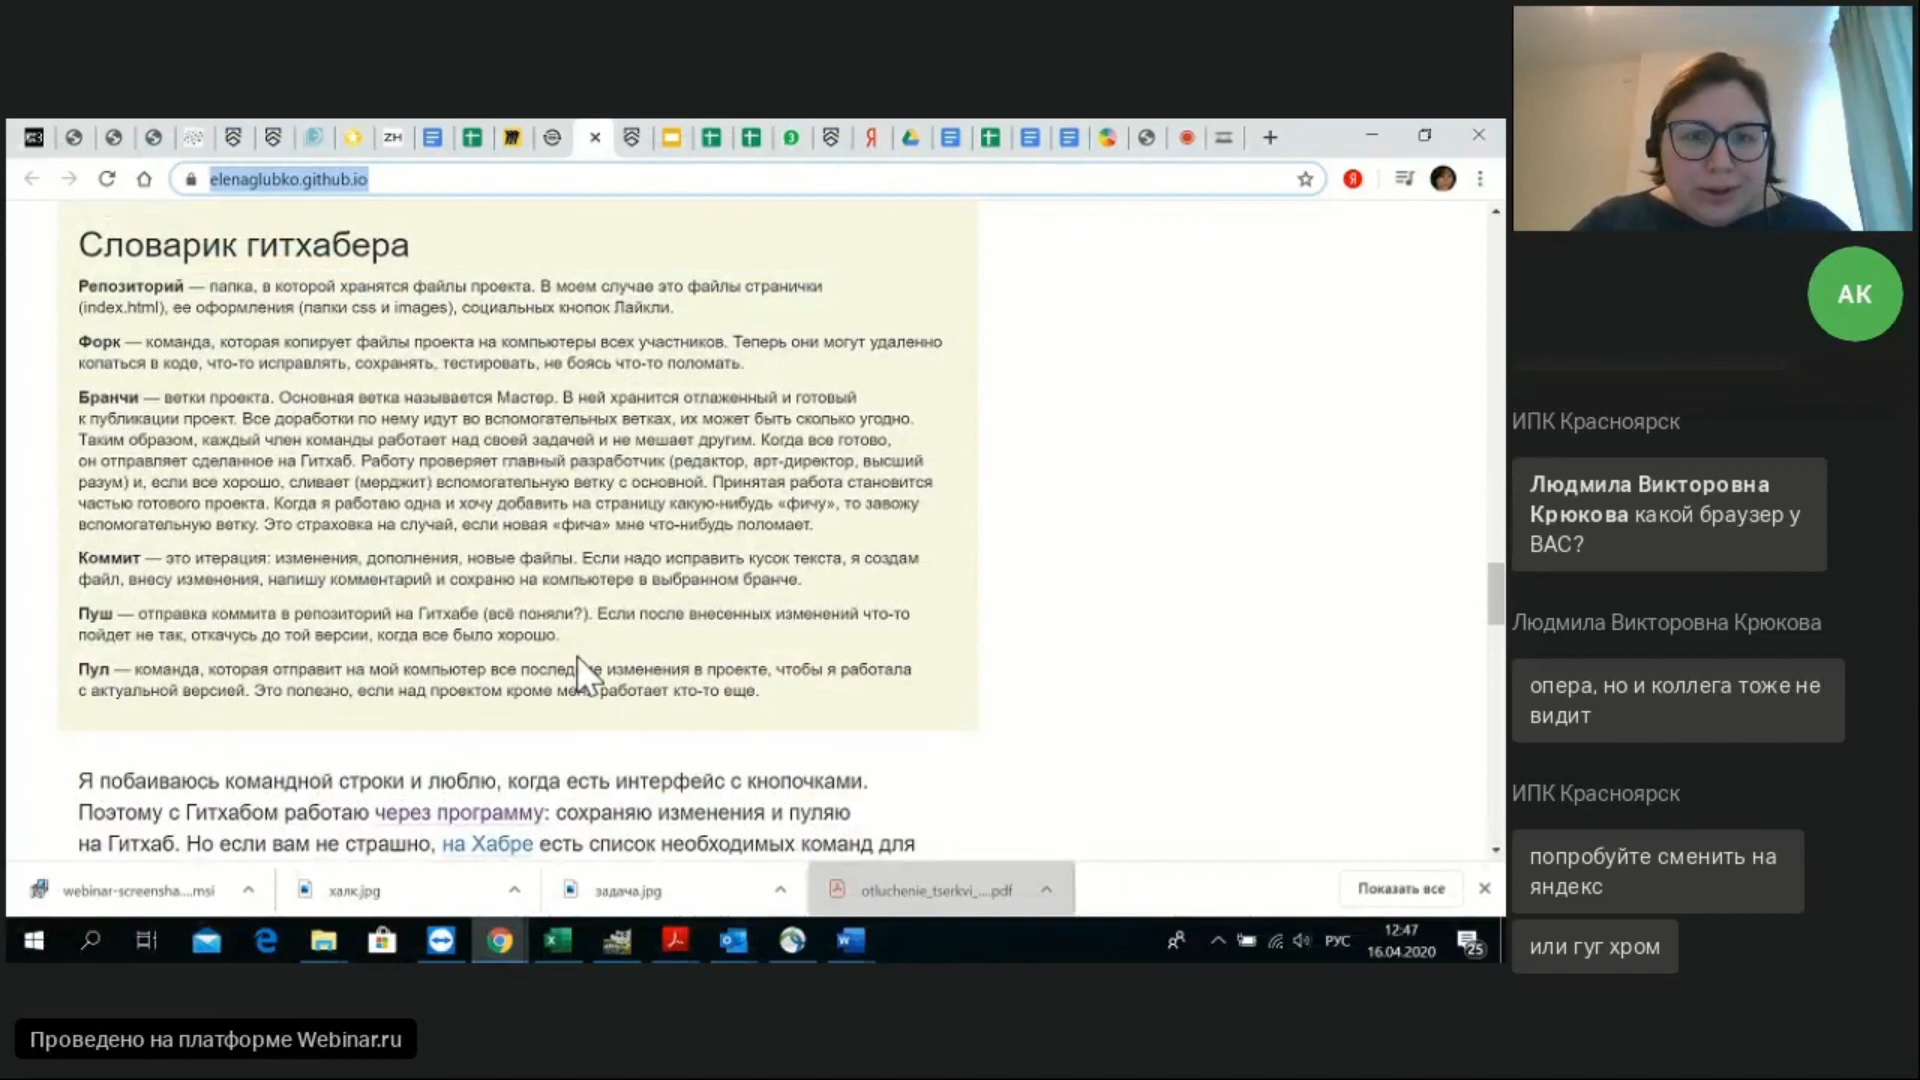 ZH
3
Я
elenaglubko.github.io
Я
Словарик гитхабера
Репозиторий — папка, в которой хранятся файлы проекта. В моем случае это файлы странички
(index.html), ее оформления (папки css и images), социальных кнопок Лайкли.
Форк — команда, которая копирует файлы проекта на компьютеры всех участников. Теперь они могут удаленно
копаться в коде, что-то исправлять, сохранять, тестировать, не боясь что-то поломать.
Бранчи — ветки проекта. Основная ветка называется Мастер. В ней хранится отлаженный и готовый
к публикации проект. Все доработки по нему идут во вспомогательных ветках, их может быть сколько угодно.
Таким образом, каждый член команды работает над своей задачей и не мешает другим. Когда все готово,
он отправляет сделанное на Гитхаб. Работу проверяет главный разработчик (редактор, арт-директор, высший
разум) и, если все хорошо, сливает (мерджит) вспомогательную ветку с основной. Принятая работа становится
частью готового проекта. Когда я работаю одна и хочу добавить на страницу какую-нибудь «фичу», то завожу
вспомогательную ветку. Это страховка на случай, если новая «фича» мне что-нибудь поломает.
Коммит — это итерация: изменения, дополнения, новые файлы. Если надо исправить кусок текста, я создам
файл, внесу изменения, напишу комментарий и сохраню на компьютере в выбранном бранче.
Пуш — отправка коммита в репозиторий на Гитхабе (всё поняли?). Если после внесенных изменений что-то
пойдет не так, откачусь до той версии, когда все было хорошо.
Пул — команда, которая отправит на мой компьютер все изменения в проекте, чтобы я работала
с актуальной версией. Это полезно, если над проектом кроме работает кто-то еще.
Я побаиваюсь командной строки и люблю, когда есть интерфейс с кнопочками.
Поэтому с Гитхабом работаю через программу: сохраняю изменения и пуляю
на Гитхаб. Но если вам не страшно, на Хабре есть список необходимых команд для
webinar-screensha....msi
халк.jpg
задача.jpg
otluchenie_tserkvi_....pdf
Показать все
РУС
12:47
16.04.2020
25
Проведено на платформе Webinar.ru
АК
ИПК Красноярск
Людмила Викторовна
Крюкова какой браузер у
ВАС?
Людмила Викторовна Крюкова
опера, но и коллега тоже не
видит
ИПК Красноярск
попробуйте сменить на
яндекс
или гуг хром